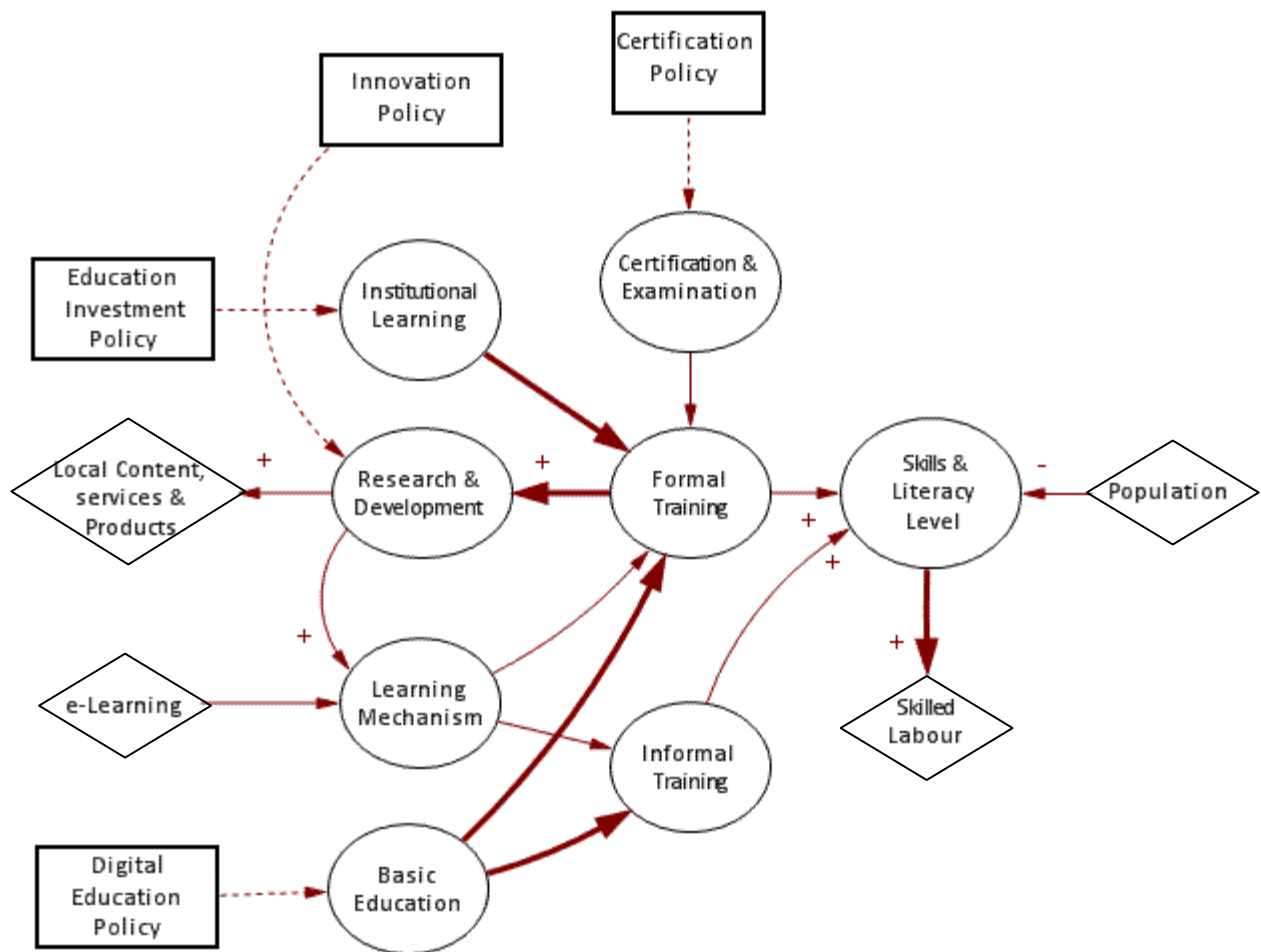 Certification
Policy
Innovation
Policy
Certification &
Examination
Education
Investment
Policy
Institutional
Learning
Local Content,
services &
Products
+
Research &
Development
+
Formal
Training
+
Skills &
Literacy
Level
-
Population
+
+
e-Learning
Learning
Mechanism
+
Skilled
Labour
Informal
Training
Digital
Education
Policy
Basic
Education